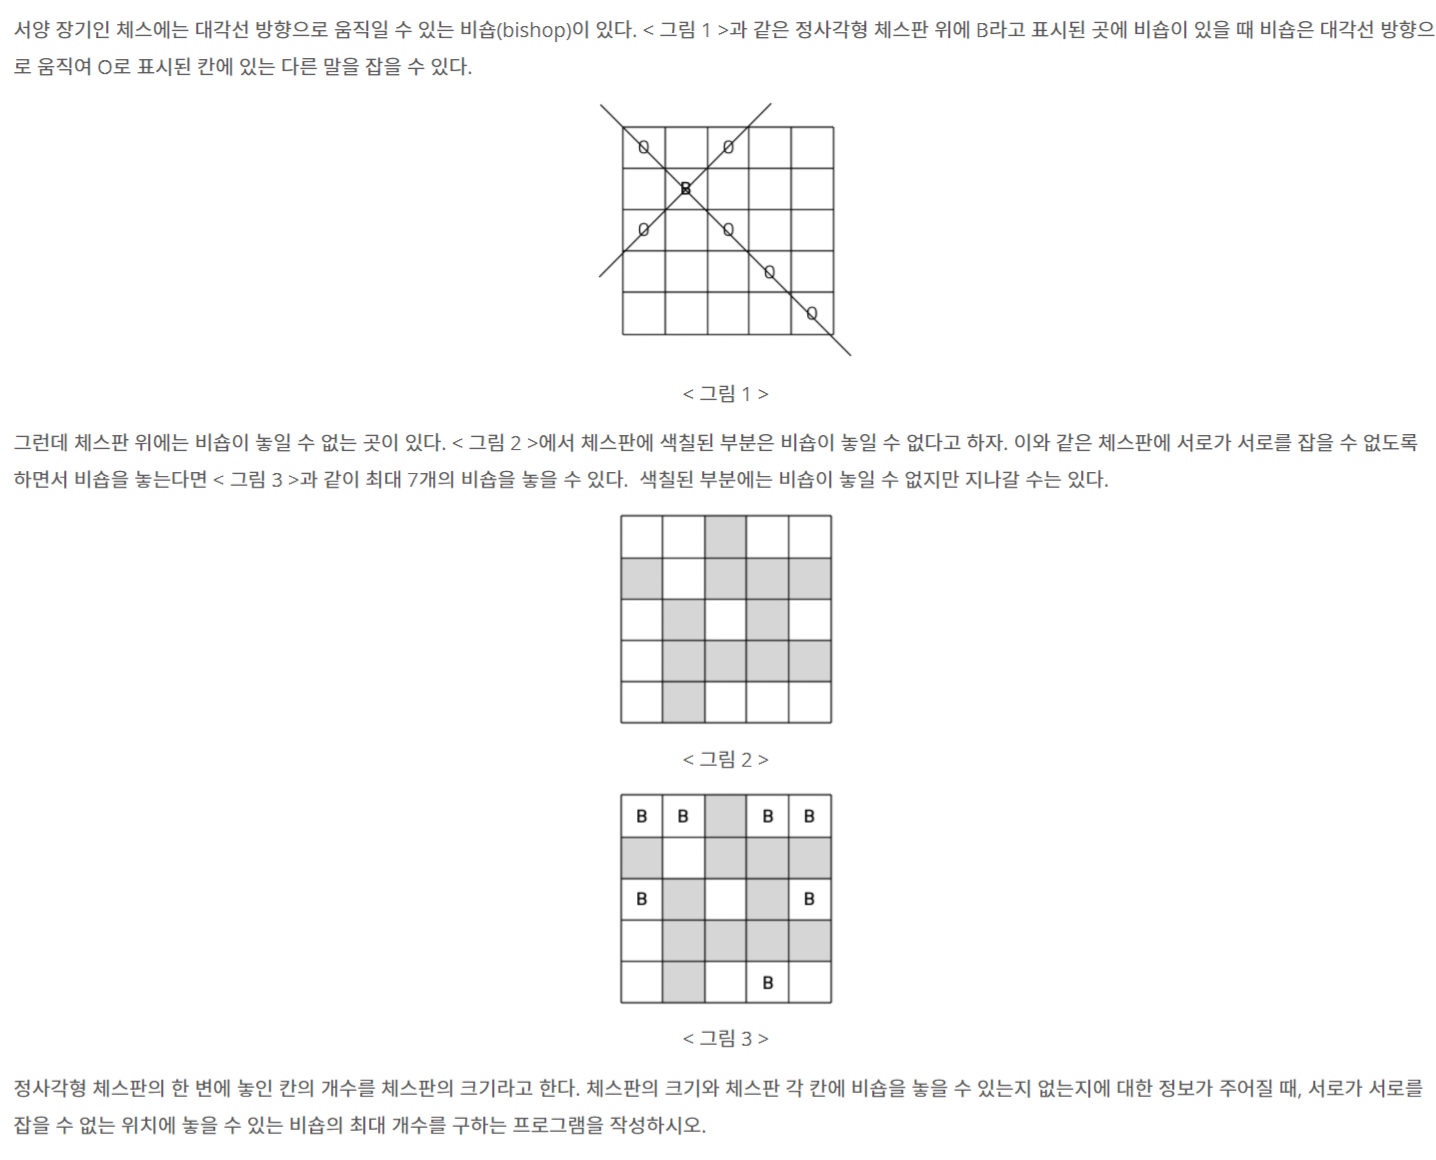 서양 장기인 체스에는 대각선 방향으로 움직일 수 있는 비숍(bishop)이 있다. < 그림 1 >과 같은 정사각형 체스판 위에 B라고 표시된 곳에 비숍이 있을 때 비숍은 대각선 방향으
로 움직여 O로 표시된 칸에 있는 다른 말을 잡을 수 있다.
O O
B
O O
O
O
< 그림 1 >
그런데 체스판 위에는 비숍이 놓일 수 없는 곳이 있다. < 그림 2 >에서 체스판에 색칠된 부분은 비숍이 놓일 수 없다고 하자. 이와 같은 체스판에 서로가 서로를 잡을 수 없도록
하면서 비숍을 놓는다면 < 그림 3 >과 같이 최대 7개의 비숍을 놓을 수 있다. 색칠된 부분에는 비숍이 놓일 수 없지만 지나갈 수는 있다.
< 그림 2 >
B B B B
B B
B
< 그림 3 >
정사각형 체스판의 한 변에 놓인 칸의 개수를 체스판의 크기라고 한다. 체스판의 크기와 체스판 각 칸에 비숍을 놓을 수 있는지 없는지에 대한 정보가 주어질 때, 서로가 서로를
잡을 수 없는 위치에 놓을 수 있는 비숍의 최대 개수를 구하는 프로그램을 작성하시오.